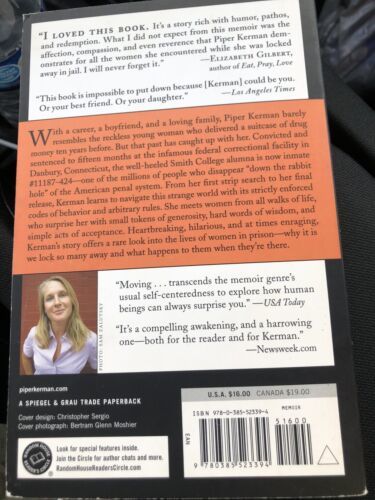 "I LOVED THIS BOOK. It's a story rich with humor, pathos,
and redemption. What I did not expect from this memoir was the
affection, compassion, and even reverence that Piper Kerman dem-
onstrates for all the women she encountered while she was locked
away in jail. I will never forget it." —ELIZABETH GILBERT,
author of Eat, Pray, Love
"This book is impossible to put down because [Kerman] could be you.
Or your best friend. Or your daughter." —Los Angeles Times
With a career, a boyfriend, and a loving family, Piper Kerman barely
resembles the reckless young woman who delivered a suitcase of drug
money ten years before. But that past has caught up with her. Convicted and
sentenced to fifteen months at the infamous federal correctional facility in
Danbury, Connecticut, the well-heeled Smith College alumna is now inmate
#11187-424—one of the millions of people who disappear "down the rabbit
hole" of the American penal system. From her first strip search to her final
release, Kerman learns to navigate this strange world with its strictly enforced
codes of behavior and arbitrary rules. She meets women from all walks of life,
who surprise her with small tokens of generosity, hard words of wisdom, and
simple acts of acceptance. Heartbreaking, hilarious, and at times enraging,
Kerman's story offers a rare look into the lives of women in prison—why it is
we lock so many away and what happens to them when they're there.
"Moving . . . transcends the memoir genre's
usual self-centeredness to explore how human
beings can always surprise you." —USA Today
"It's a compelling awakening, and a harrowing
one—both for the reader and for Kerman."
—Newsweek.com
PHOTO: SAM ZALUTSKY
piperkerman.com
A SPIEGEL & GRAU TRADE PAPERBACK
Cover design: Christopher Sergio
Cover photograph: Bertram Glenn Moshier
Look for special features inside.
Join the Circle for author chats and more.
RandomHouseReadersCircle.com
U.S.A. $16.00 CANADA $19.00
ISBN 978-0-385-52339-4 MEMOIR
51600
EAN
9 780385 523394